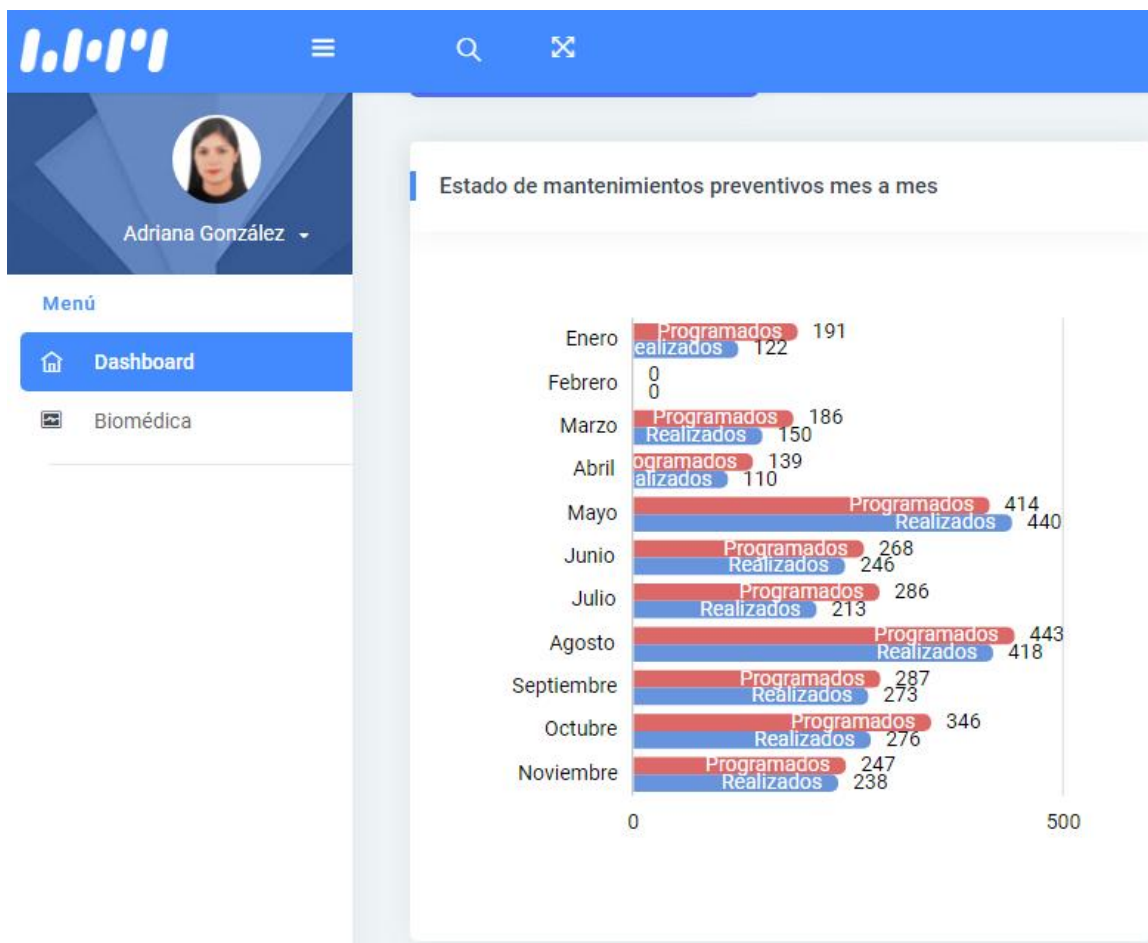 Adriana González
Menú
Dashboard
Biomédica
Estado de mantenimientos preventivos mes a mes
Enero Programados 191
ealizados 122
Febrero 0
0
Marzo Programados 186
Realizados 150
Abril ogramados 139
alizados 110
Mayo Programados 414
Realizados 440
Junio Programados 268
Realizados 246
Julio Programados 286
Realizados 213
Agosto Programados 443
Realizados 418
Septiembre Programados 287
Realizados 273
Octubre Programados 346
Realizados 276
Noviembre Programados 247
Realizados 238
0 500